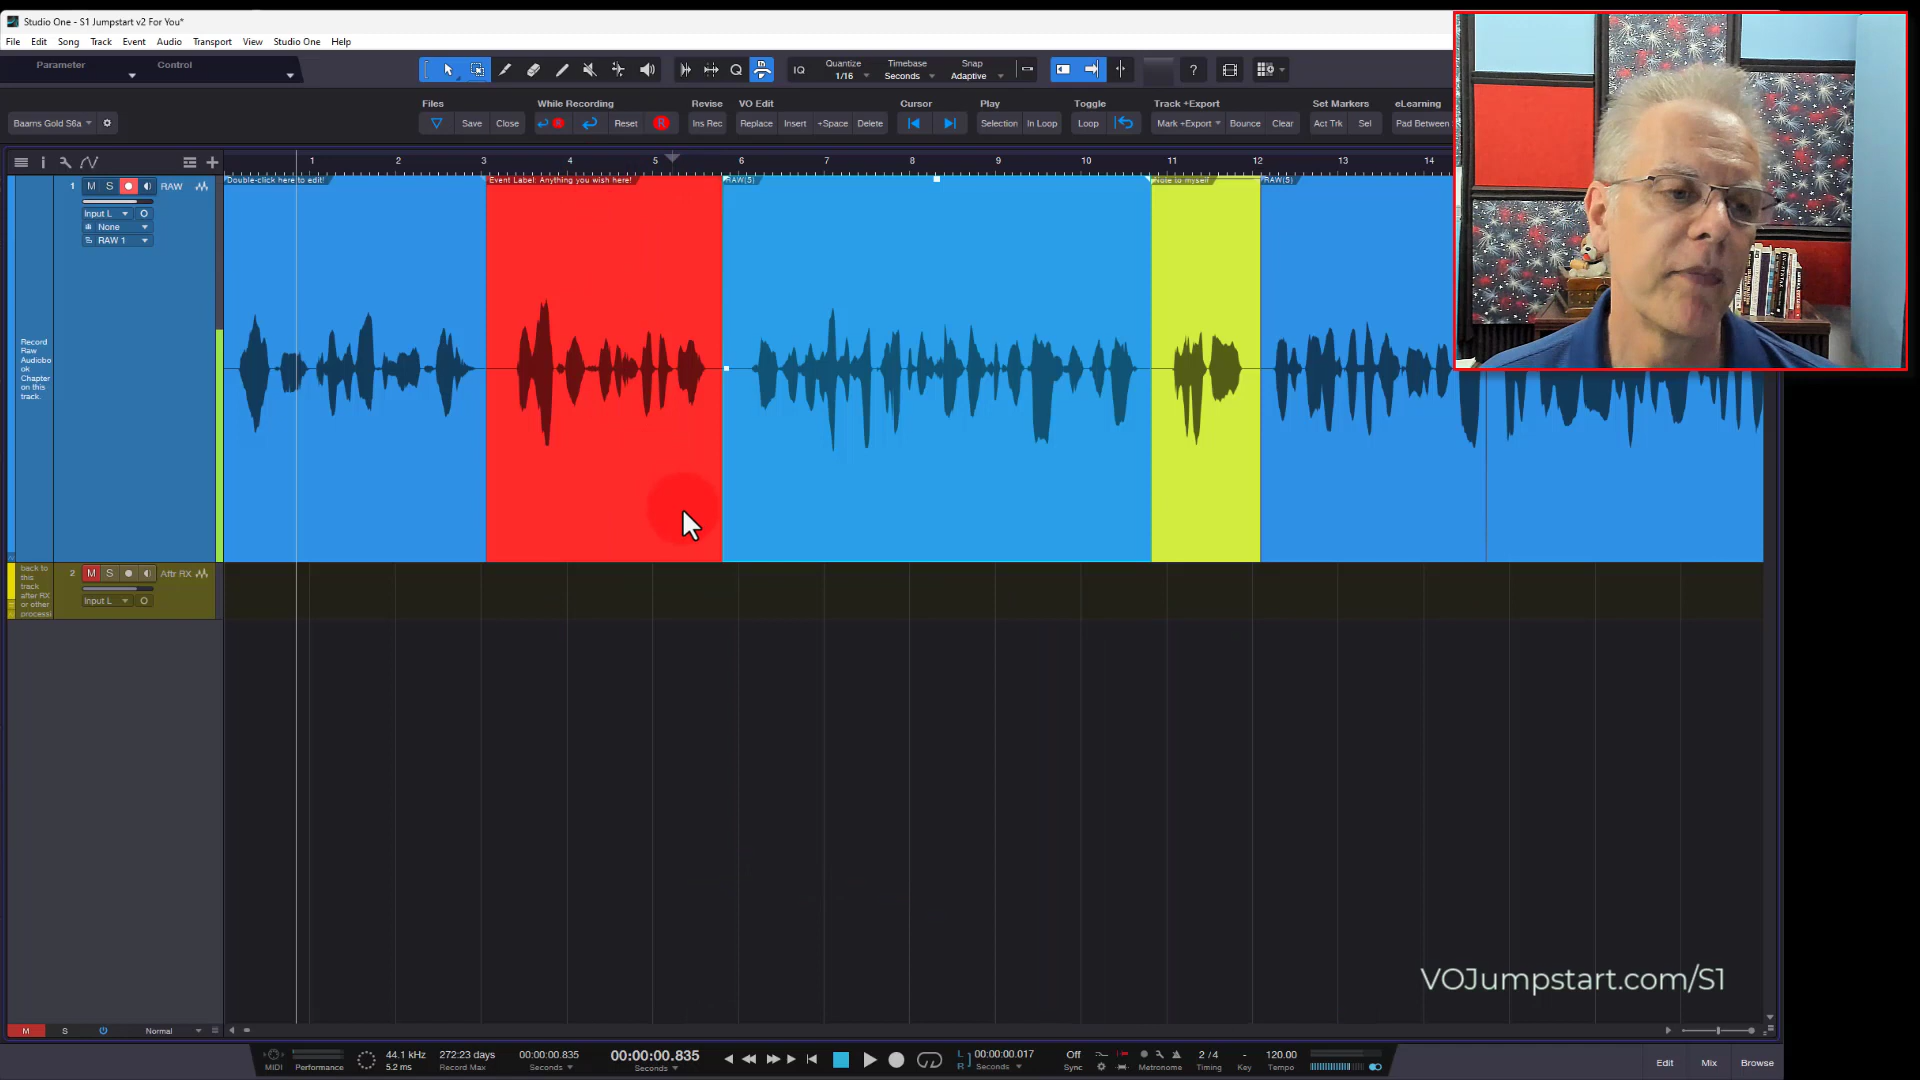 Studio One - S1 Jumpstart v2 For You*
File Edit Song Track Event Audio Transport View Studio One Help
Parameter Control
IQ Quantize 1/16 Timebase Seconds Snap Adaptive ?
Files While Recording Revise VO Edit Cursor Play Toggle Track +Export Set Markers eLearning
Baarns Gold S6a Save Close R Reset R Ins Rec Replace Insert +Space Delete Selection In Loop Loop Mark +Export Bounce Clear Act Trk Sel Pad Between
1 2 3 4 5 6 7 8 9 10 11 12 13 14
1 M S RAW
Double-click here to edit! Event Label: Anything you wish here! RAW(5) Note to myself RAW(5)
Input L
None
RAW 1
Record
Raw
Audiobo
ok
Chapter
on this
track.
back to
this
track
after RX
or other
processi
2 M S Aftr RX
Input L
VOJumpstart.com/S1
M S Normal
MIDI Performance
44.1 kHz
5.2 ms
272:23 days
Record Max
00:00:00.835
Seconds
00:00:00.835
Seconds
L R 00:00:00.017
Seconds
Off
Sync
Metronome
2 / 4
Timing
-
Key
120.00
Tempo
Edit Mix Browse